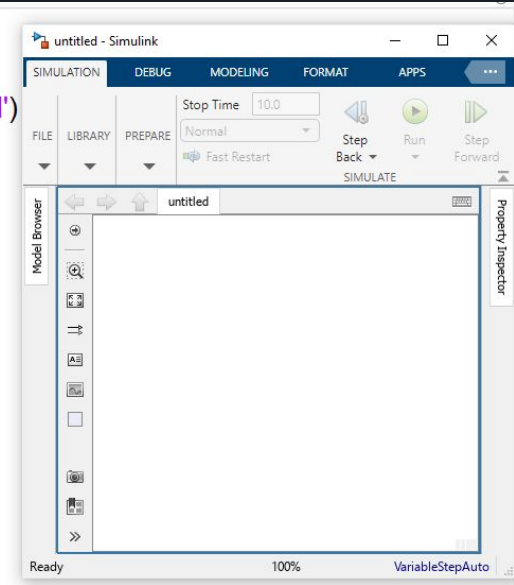 untitled - Simulink
SIMULATION DEBUG MODELING FORMAT APPS
')
FILE LIBRARY PREPARE
Stop Time 10.0
Normal
Fast Restart
Step Back
Run
Step Forward
SIMULATE
Model Browser
untitled
Property Inspector
Ready 100% VariableStepAuto